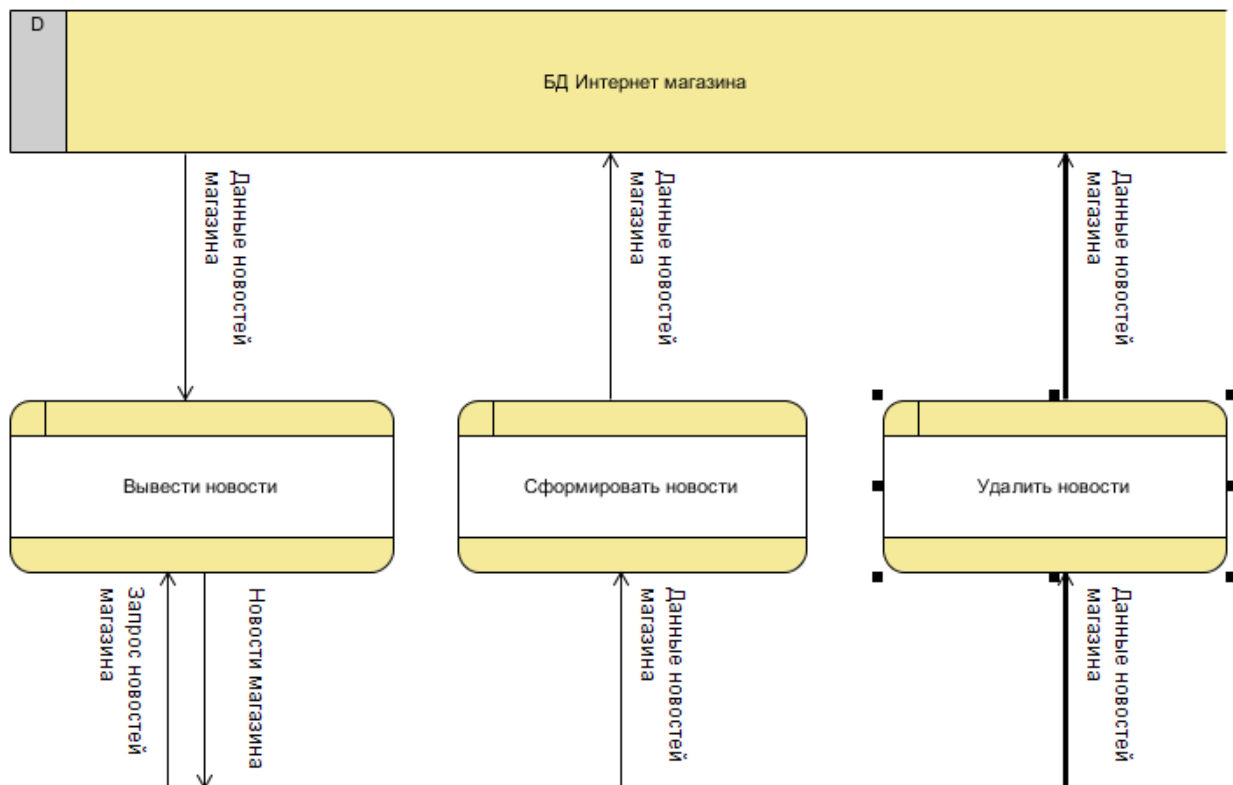 D
БД Интернет магазина
Данные новостей
магазина
Данные новостей
магазина
Данные новостей
магазина
Вывести новости
Сформировать новости
Удалить новости
Запрос новостей
магазина
Новости магазина
Данные новостей
магазина
Данные новостей
магазина